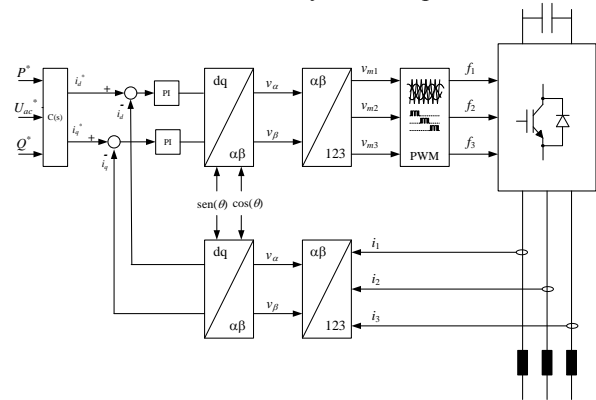 P*
U_ac*
Q*
C(s)
i_d*
+
-
i_d
i_q*
+
-
i_q
PI
PI
dq
αβ
v_α
v_β
αβ
123
v_m1
v_m2
v_m3
PWM
f_1
f_2
f_3
sen(θ) cos(θ)
dq
αβ
v_α
v_β
αβ
123
i_1
i_2
i_3